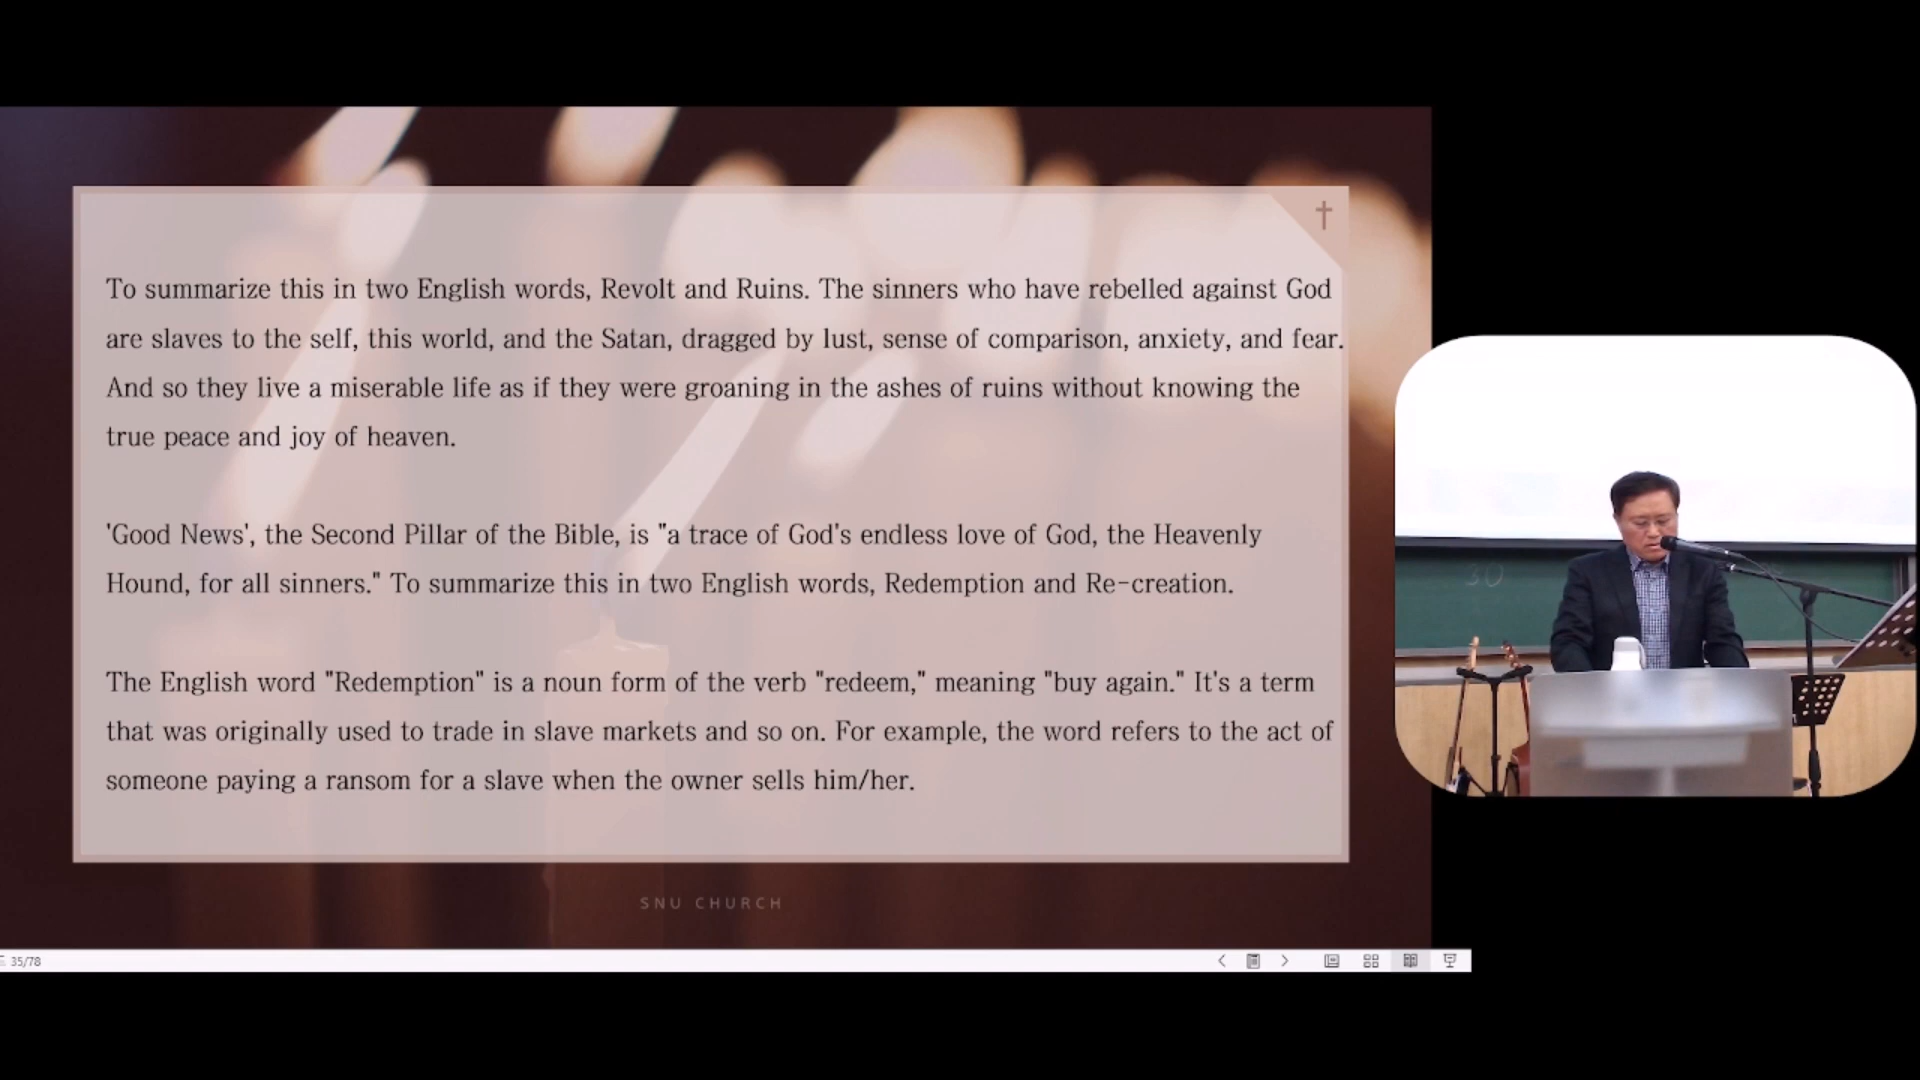 To summarize this in two English words, Revolt and Ruins. The sinners who have rebelled against God
are slaves to the self, this world, and the Satan, dragged by lust, sense of comparison, anxiety, and fear.
And so they live a miserable life as if they were groaning in the ashes of ruins without knowing the
true peace and joy of heaven.
'Good News', the Second Pillar of the Bible, is "a trace of God's endless love of God, the Heavenly
Hound, for all sinners." To summarize this in two English words, Redemption and Re-creation.
The English word "Redemption" is a noun form of the verb "redeem," meaning "buy again." It's a term
that was originally used to trade in slave markets and so on. For example, the word refers to the act of
someone paying a ransom for a slave when the owner sells him/her.
SNU CHURCH
35/78
30